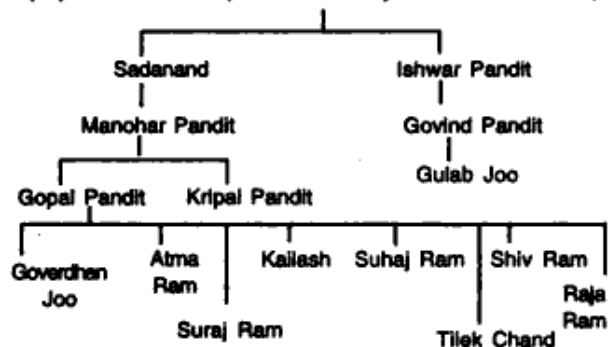 Sadanand Ishwar Pandit
Manohar Pandit Govind Pandit
Gulab Joo
Gopal Pandit Kripal Pandit
Goverdhan Joo
Atma Ram
Kailash Suhaj Ram Shiv Ram
Raja Ram
Suraj Ram
Tilek Chand